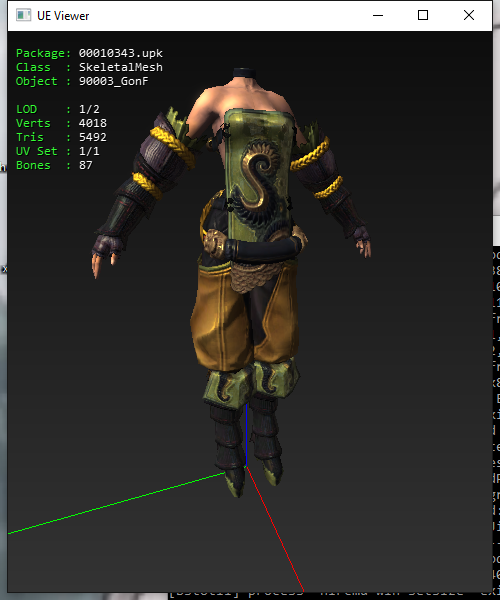 UE Viewer
Package: 00010343.upk
Class : SkeletalMesh
Object : 90003_GonF
LOD : 1/2
Verts : 4018
Tris : 5492
UV Set : 1/1
Bones : 87